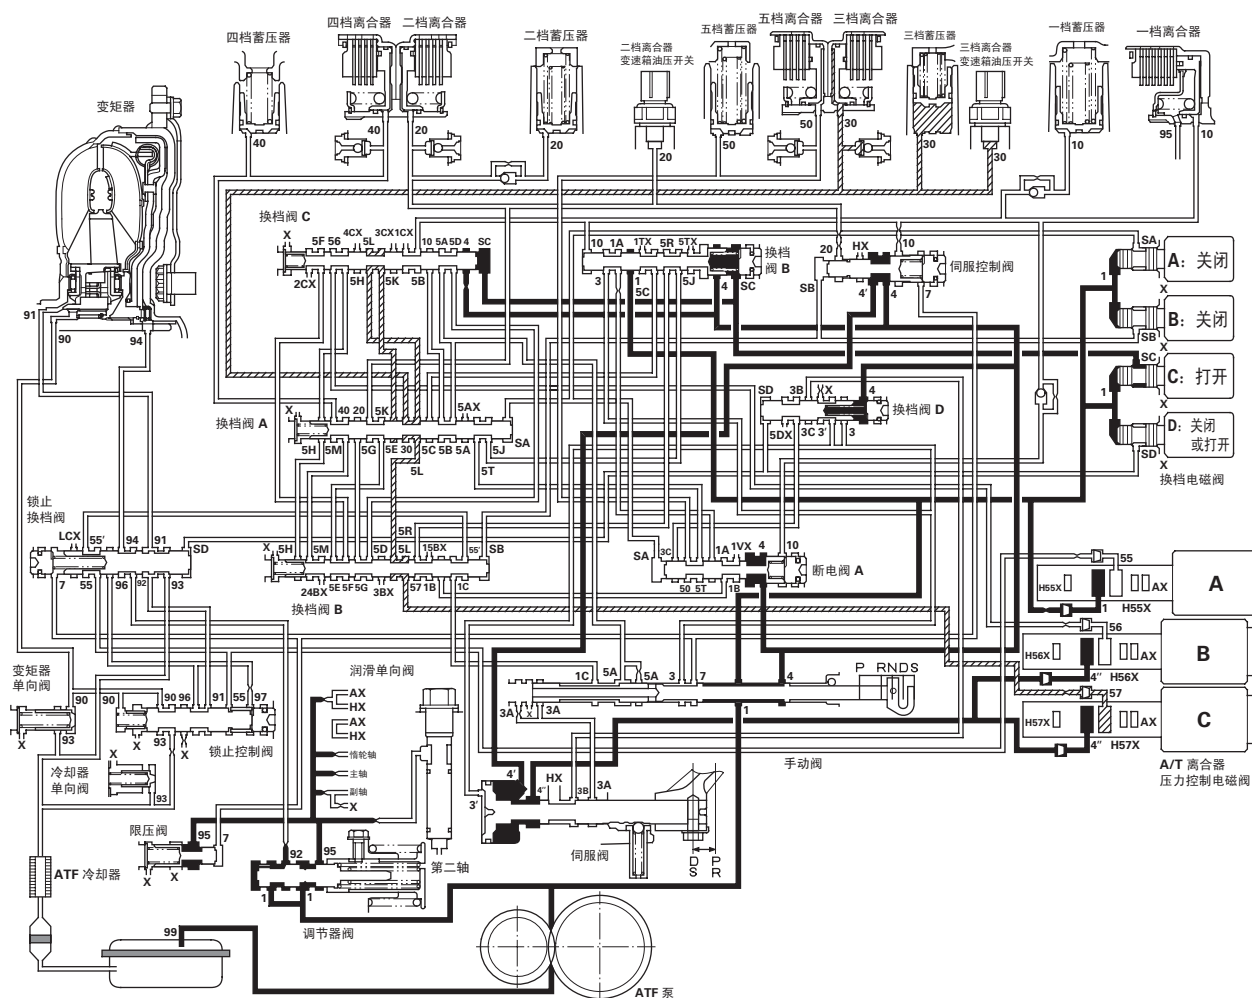 四档离合器 二档离合器
四档蓄压器
二档蓄压器
二档离合器
变速箱油压开关
五档蓄压器
五档离合器 三档离合器
三档蓄压器
三档离合器
变速箱油压开关
一档蓄压器
一档离合器
变矩器
40
40
20
20
20
50
50
30
30
30
10
95
10
91
90
94
换档阀 C
X
5F 56
4CX
5L
3CX
1CX
10 5A 5D 4
SC
2CX
5H
5K
5B
10 1A
1TX
5R
5TX
换档
阀 B
3
1
5C
5J
4
SC
20
HX
10
伺服控制阀
SB
4'
4
7
SA
1
A：关闭
X
B：关闭
SB
X
SC
1
C：打开
X
D：关闭
或打开
SD
X
换档电磁阀
换档阀 A
X
40 20
5K
5AX
SA
5H
5M
5G
5E
30
5C 5B 5A
5J
5L
5T
SD
3B
X
4
换档阀 D
5DX
3C 3'
3
锁止
换档阀
LCX
55'
94
91
SD
7
55
96
92
93
X
5H
5M
5D
5L
5R
15BX
55'
SB
24BX
5E 5F 5G
3BX
57 1B
1C
换档阀 B
SA
3C
1A
1VX
4
10
断电阀 A
50
5T
1B
55
H55X
AX
A
1
H55X
56
H56X
AX
B
4''
H56X
57
H57X
AX
C
4''
H57X
A/T 离合器
压力控制电磁阀
变矩器
单向阀
90
93
90
90 96
91
55
97
X
93
X
锁止控制阀
冷却器
单向阀
X
93
润滑单向阀
AX
HX
AX
HX
惰轮轴
主轴
副轴
X
1C
5A
5A
3
7
4
P RNDS
3A
X
3A
1
手动阀
4'
4''
HX
3B
3A
3'
伺服阀
D
S
P
R
限压阀
95
7
X
X
92
95
第二轴
1
1
调节器阀
ATF 冷却器
99
ATF 泵